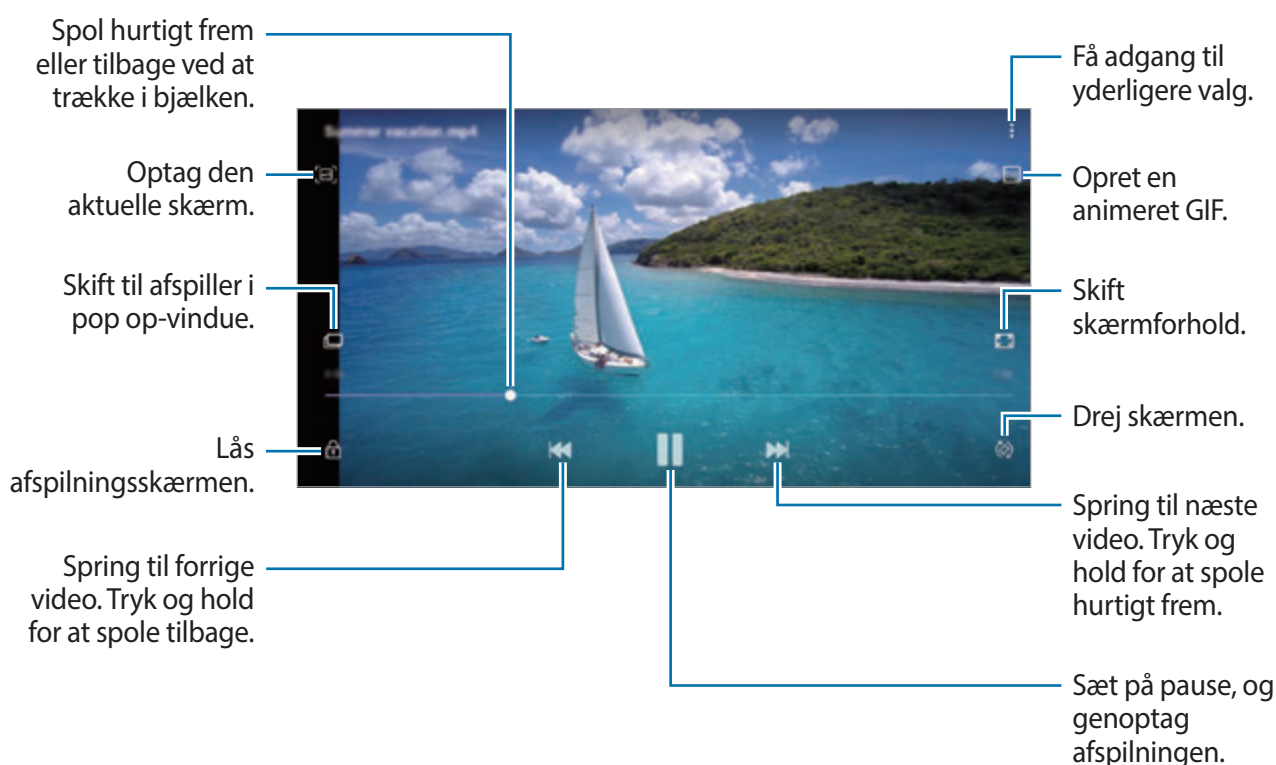 Spol hurtigt frem
eller tilbage ved at
trække i bjælken.
Optag den
aktuelle skærm.
Skift til afspiller i
pop op-vindue.
Lås
afspilningsskærmen.
Spring til forrige
video. Tryk og hold
for at spole tilbage.
Summer vacation.mp4
Få adgang til
yderligere valg.
Opret en
animeret GIF.
Skift
skærmforhold.
Drej skærmen.
Spring til næste
video. Tryk og
hold for at spole
hurtigt frem.
Sæt på pause, og
genoptag
afspilningen.